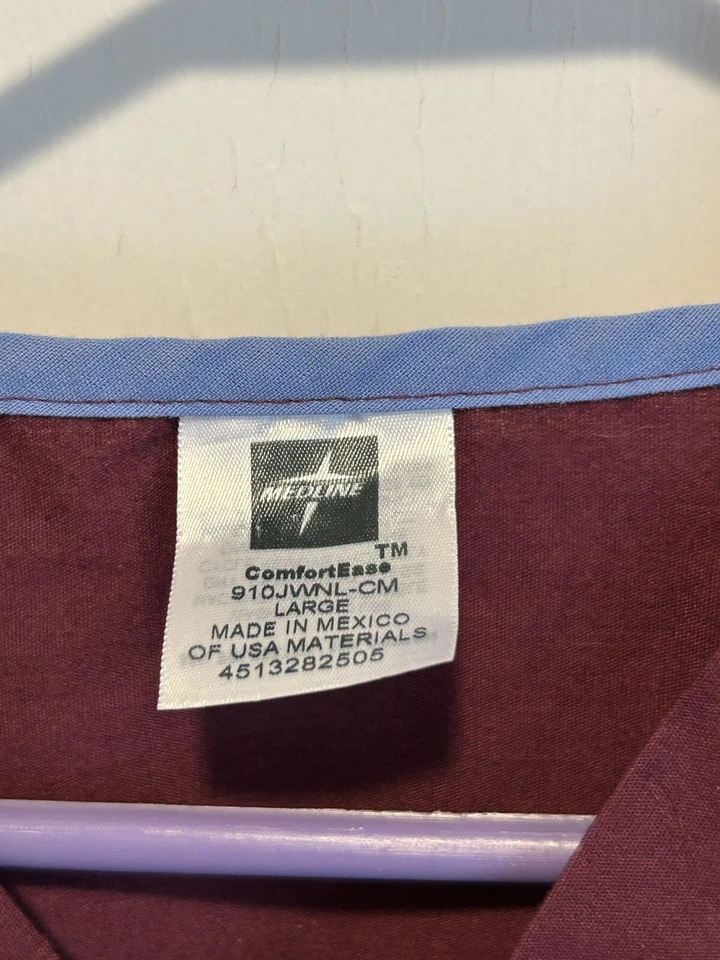 MEDLINE
TM
ComfortEase
910JWNL-CM
LARGE
MADE IN MEXICO
OF USA MATERIALS
4513282505